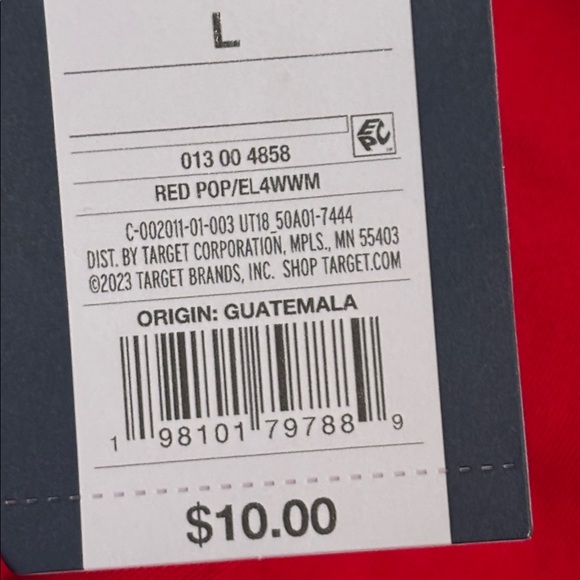 L
EPC
013 00 4858
RED POP/EL4WWM
C-002011-01-003 UT18_50A01-7444
DIST. BY TARGET CORPORATION, MPLS., MN 55403
©2023 TARGET BRANDS, INC. SHOP TARGET.COM
ORIGIN: GUATEMALA
1 98101 79788 9
$10.00